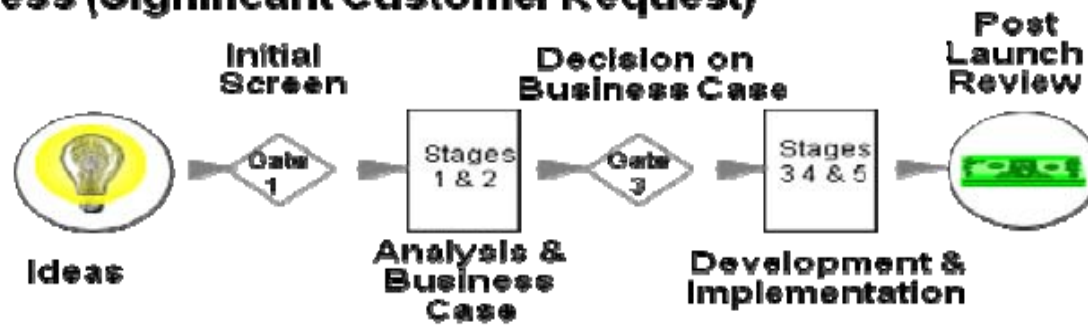 ess (Significant Customer Request)
Initial
Screen
Decision on
Business Case
Post
Launch
Review
Gate
1
Stages
1 & 2
Gate
3
Stages
3 4 & 5
Ideas
Analysis &
Business
Case
Development &
Implementation